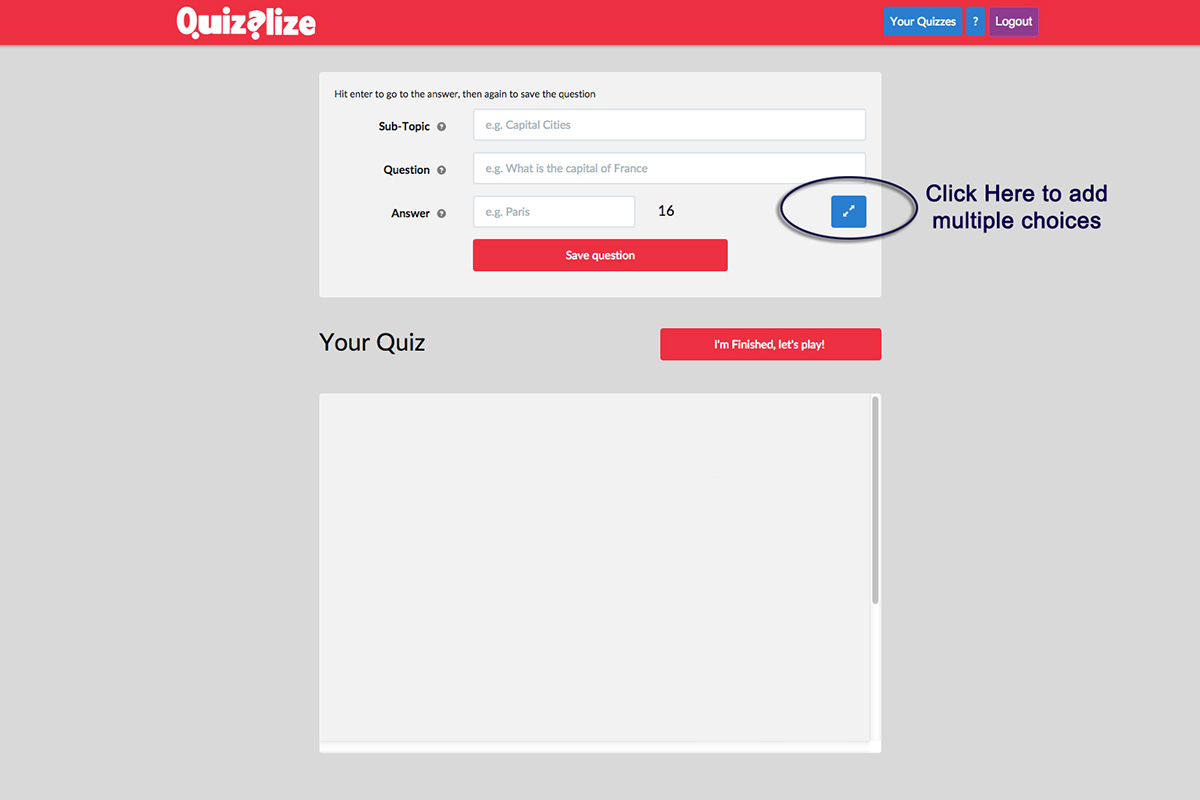 Quizalize
Your Quizzes
?
Logout
Hit enter to go to the answer, then again to save the question
Sub-Topic ?
e.g. Capital Cities
Question ?
e.g. What is the capital of France
Answer ?
e.g. Paris
16
Click Here to add
multiple choices
Save question
Your Quiz
I'm Finished, let's play!